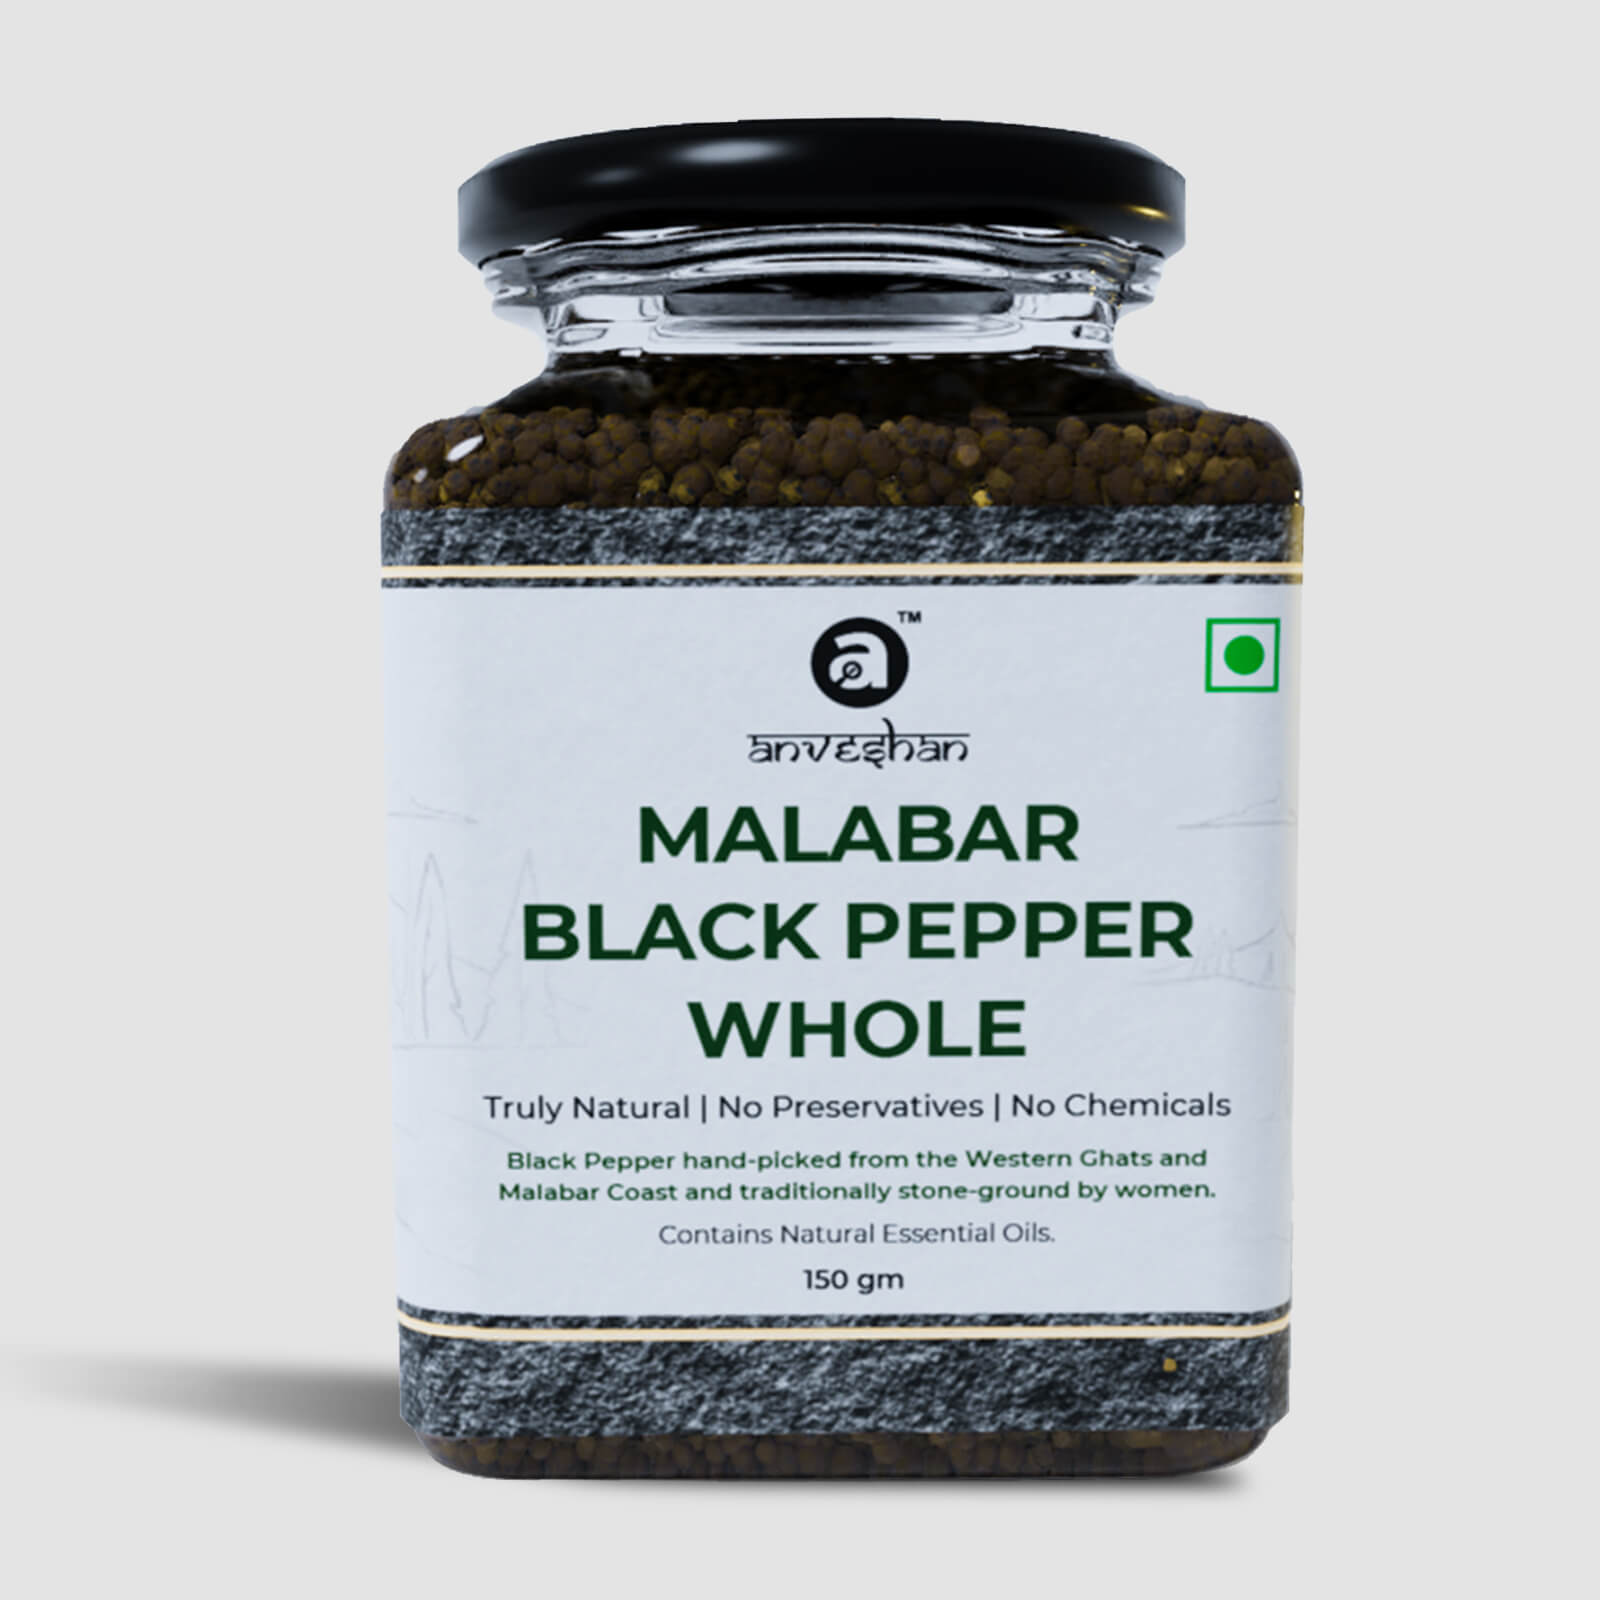 a
TM
anveshan
MALABAR
BLACK PEPPER
WHOLE
Truly Natural | No Preservatives | No Chemicals
Black Pepper hand-picked from the Western Ghats and
Malabar Coast and traditionally stone-ground by women.
Contains Natural Essential Oils.
150 gm